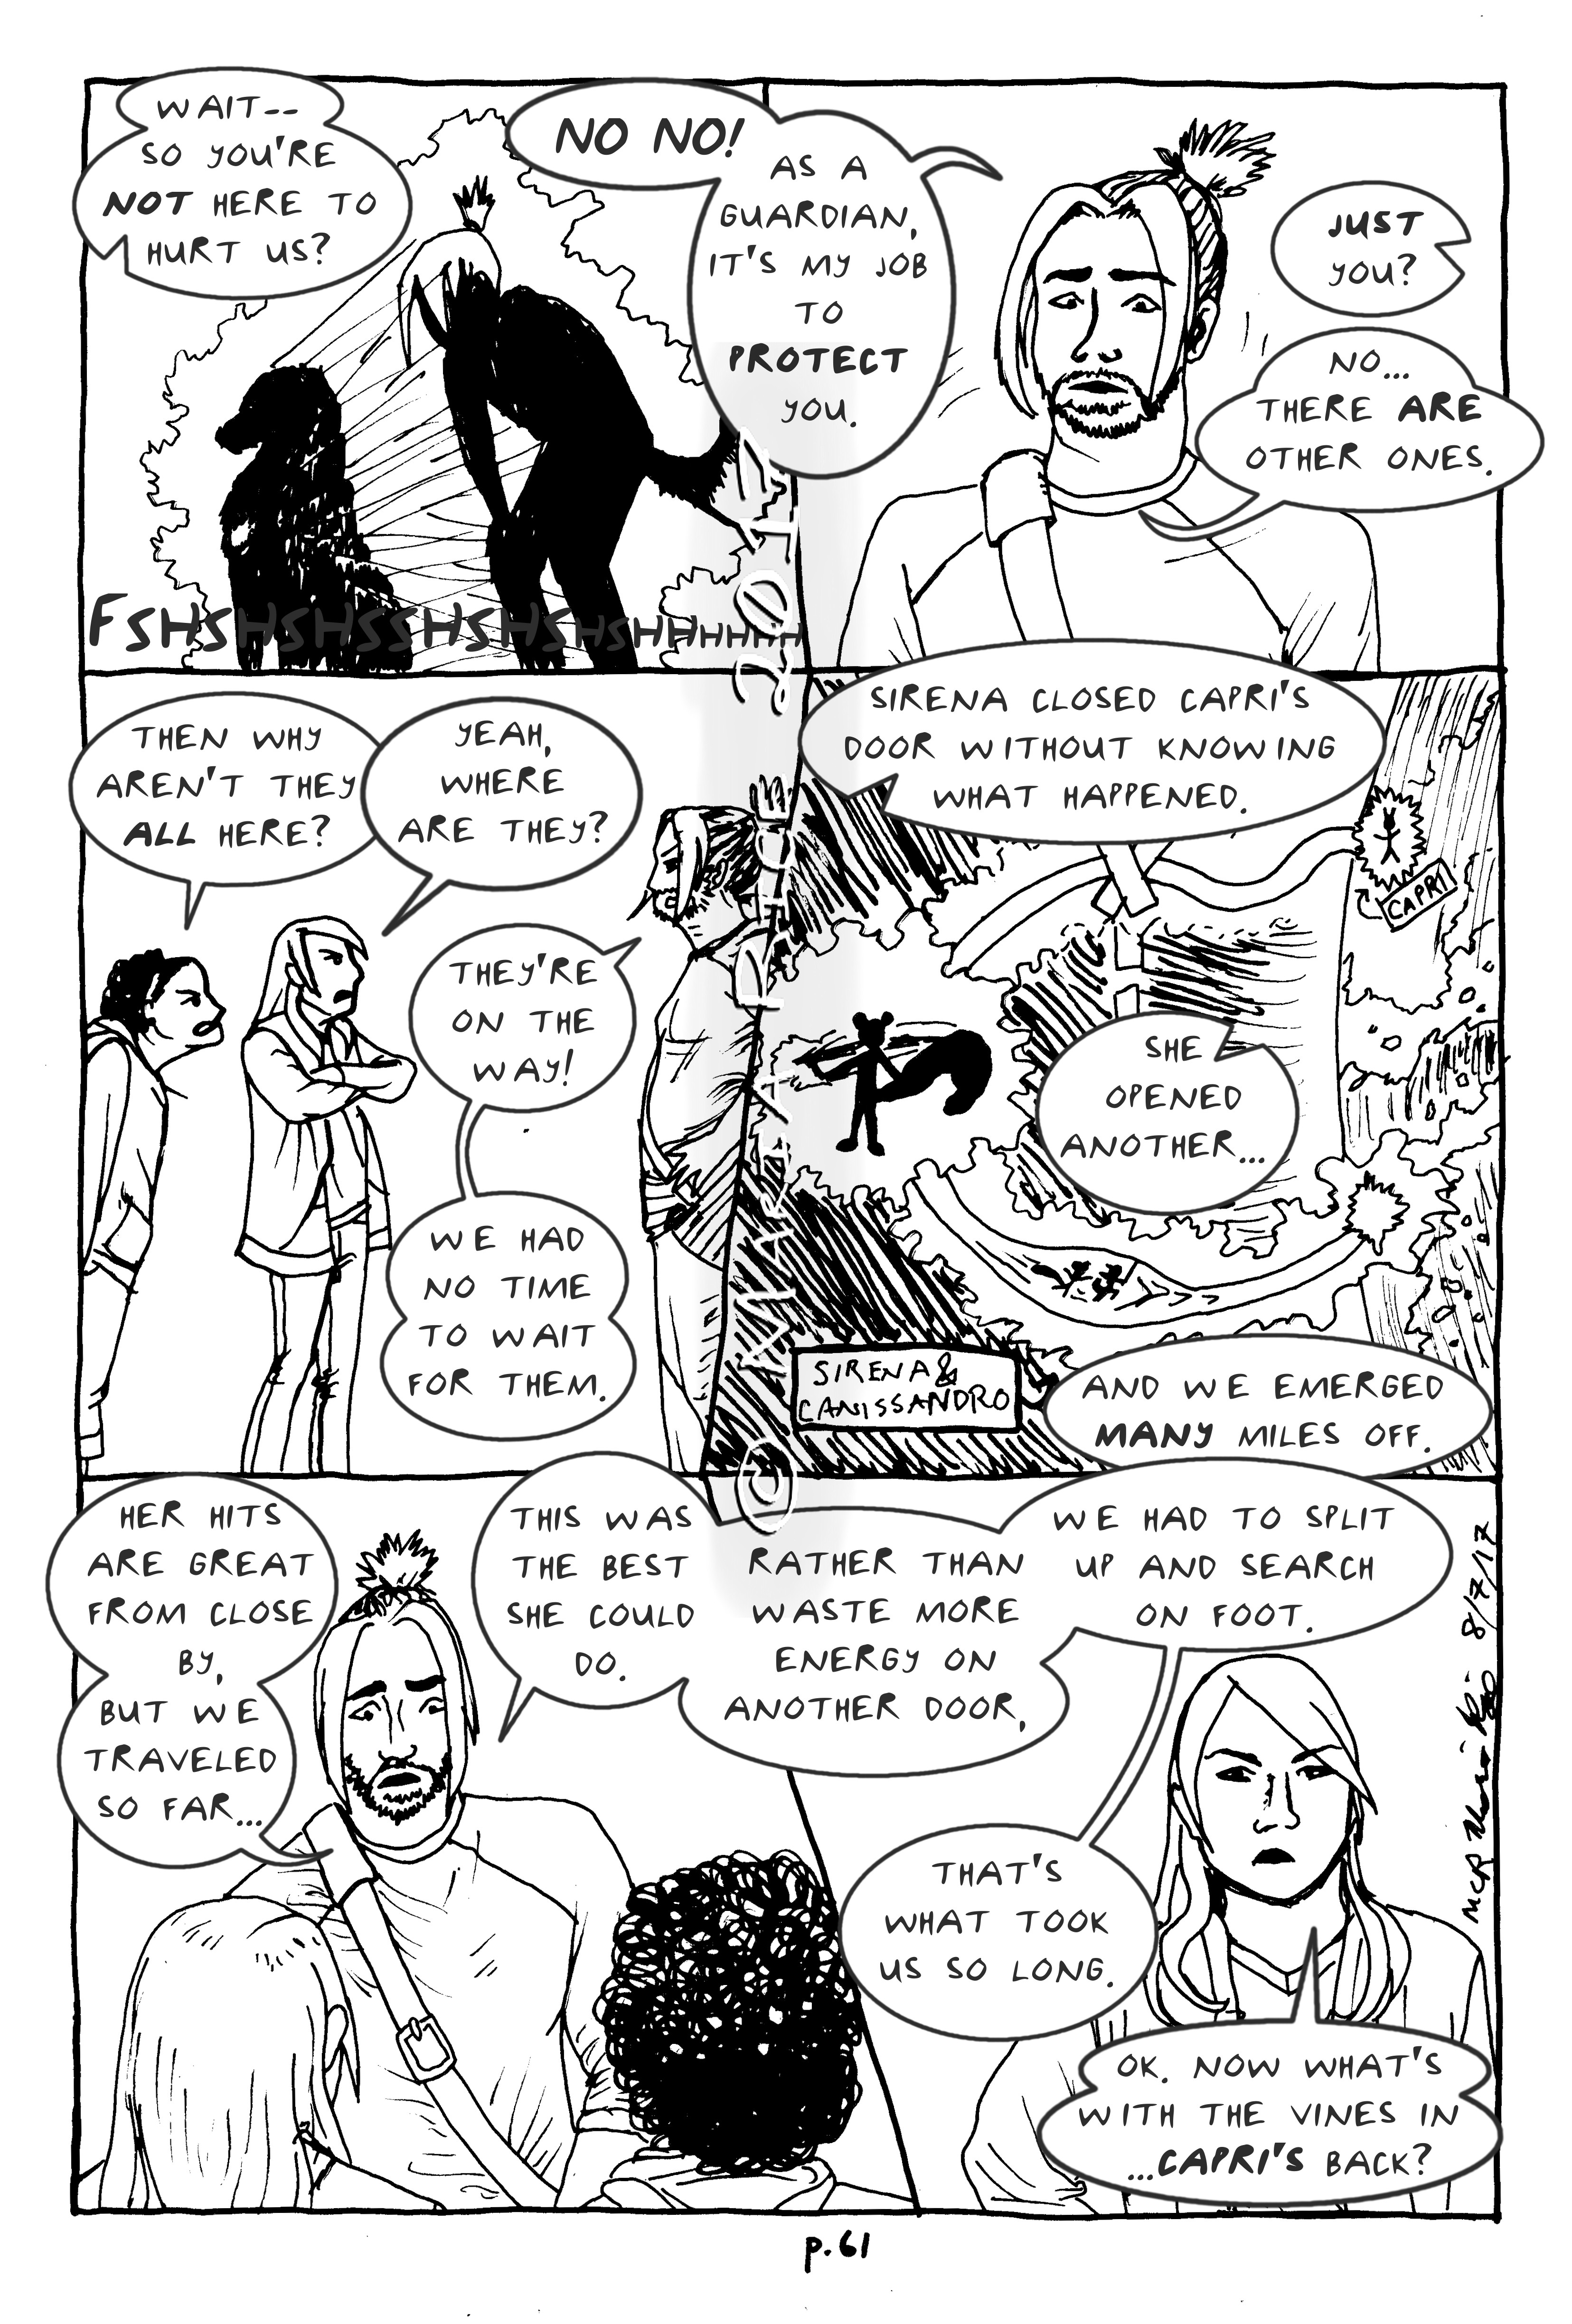 WAIT--
SO YOU'RE
NOT HERE TO
HURT US?
NO NO!
AS A
GUARDIAN,
IT'S MY JOB
TO
PROTECT
YOU.
JUST
YOU?
NO...
THERE ARE
OTHER ONES.
FSHSHSHSSHSHSHSHSHHHHHHH
THEN WHY
AREN'T THEY
ALL HERE?
YEAH,
WHERE
ARE THEY?
THEY'RE
ON THE
WAY!
WE HAD
NO TIME
TO WAIT
FOR THEM.
SIRENA CLOSED CAPRI'S
DOOR WITHOUT KNOWING
WHAT HAPPENED.
CAPRI
SHE
OPENED
ANOTHER...
SIRENA &
CANISSANDRO
AND WE EMERGED
MANY MILES OFF.
HER HITS
ARE GREAT
FROM CLOSE
BY,
BUT WE
TRAVELED
SO FAR...
THIS WAS
THE BEST
SHE COULD
DO.
RATHER THAN
WASTE MORE
ENERGY ON
ANOTHER DOOR,
WE HAD TO SPLIT
UP AND SEARCH
ON FOOT.
THAT'S
WHAT TOOK
US SO LONG.
OK. NOW WHAT'S
WITH THE VINES IN
...CAPRI'S BACK?
8/7/17
p.61